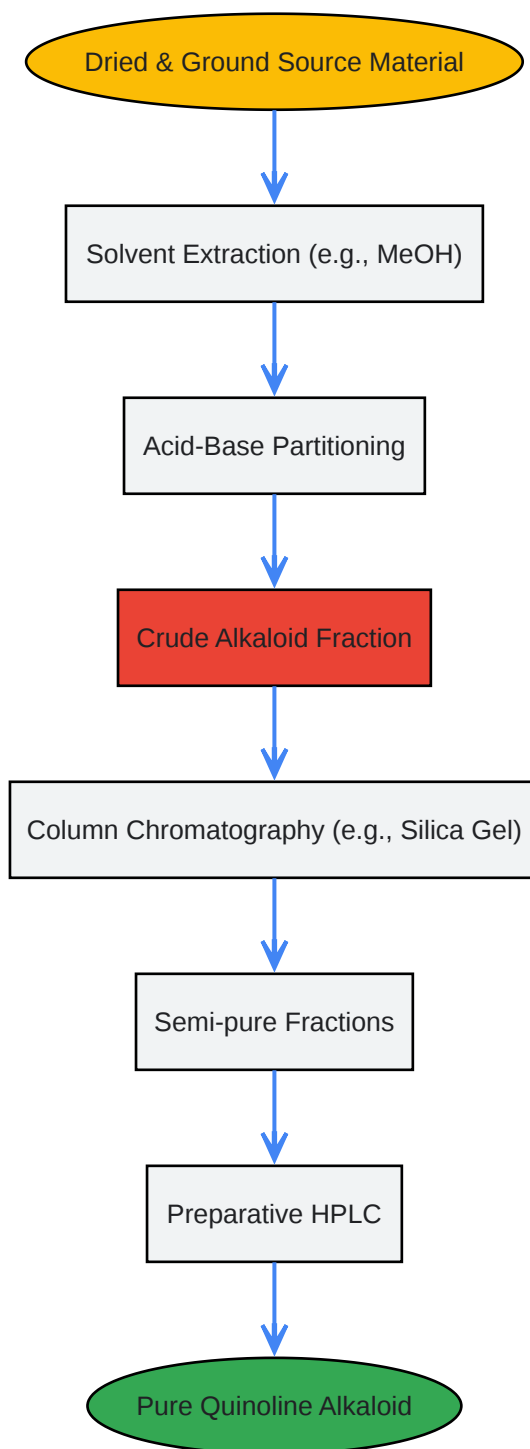 Dried & Ground Source Material
Solvent Extraction (e.g., MeOH)
Acid-Base Partitioning
Crude Alkaloid Fraction
Column Chromatography (e.g., Silica Gel)
Semi-pure Fractions
Preparative HPLC
Pure Quinoline Alkaloid